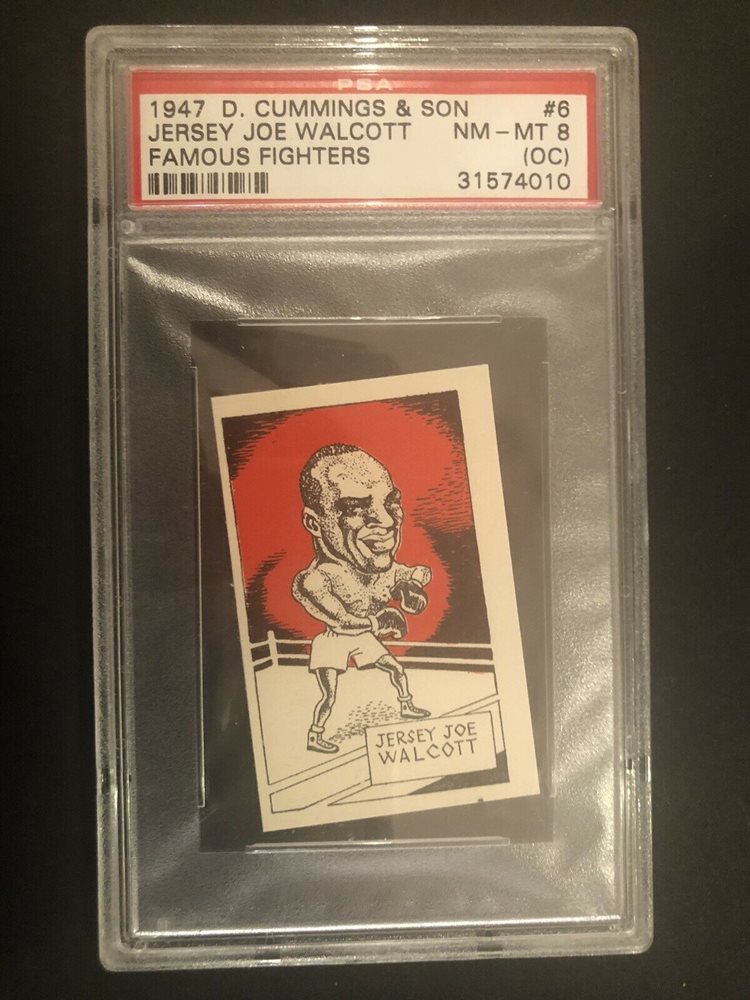 PSA
1947 D. CUMMINGS & SON #6
JERSEY JOE WALCOTT NM-MT 8
FAMOUS FIGHTERS (OC)
31574010
JERSEY JOE
WALCOTT